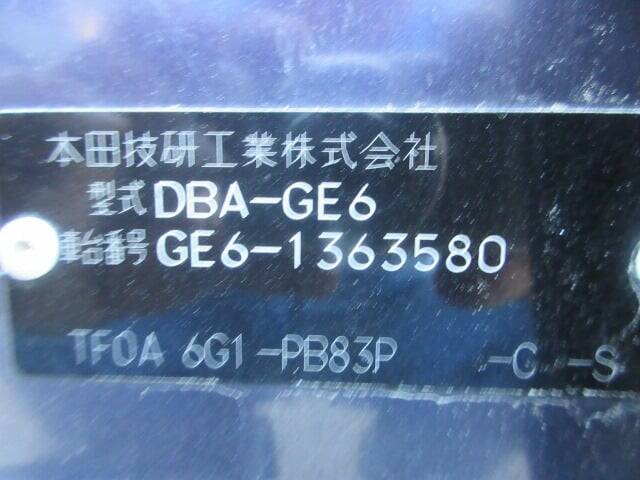 本田技研工業株式会社
型式 DBA-GE6
車台番号 GE6-1363580
TF0A 6G1 -PB83P -C -S